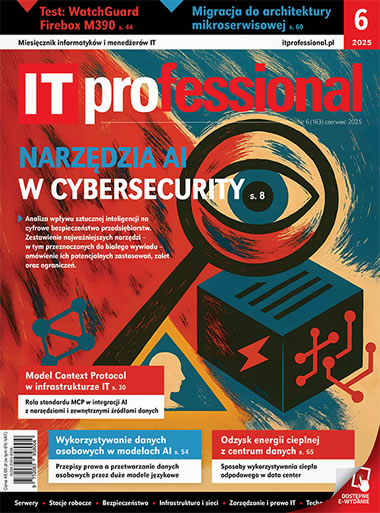 Test: WatchGuard
Firebox M390 s. 44
Migracja do architektury
mikroserwisowej s. 60
6
2025
Miesięcznik informatyków i menedżerów IT
itprofessional.pl
IT professional
Nr 6 (163) czerwiec 2025
NARZĘDZIA AI
W CYBERSECURITY s. 8
Analiza wpływu sztucznej inteligencji na
cyfrowe bezpieczeństwo przedsiębiorstw.
Zestawienie najważniejszych narzędzi –
w tym przeznaczonych do białego wywiadu –
omówienie ich potencjalnych zastosowań, zalet
oraz ograniczeń.
Model Context Protocol
w infrastrukturze IT s. 30
Rola standardu MCP w integracji AI
z narzędziami i zewnętrznymi źródłami danych
Wykorzystywanie danych
osobowych w modelach AI s. 54
Przepisy prawa a przetwarzanie danych
osobowych przez duże modele językowe
Odzysk energii cieplnej
z centrum danych s. 65
Sposoby wykorzystywania ciepła
odpadowego w data center
Serwery • Stacje robocze • Bezpieczeństwo • Infrastruktura i sieci • Zarządzanie i prawo IT • Techn
DOSTĘPNE
E-WYDANIE